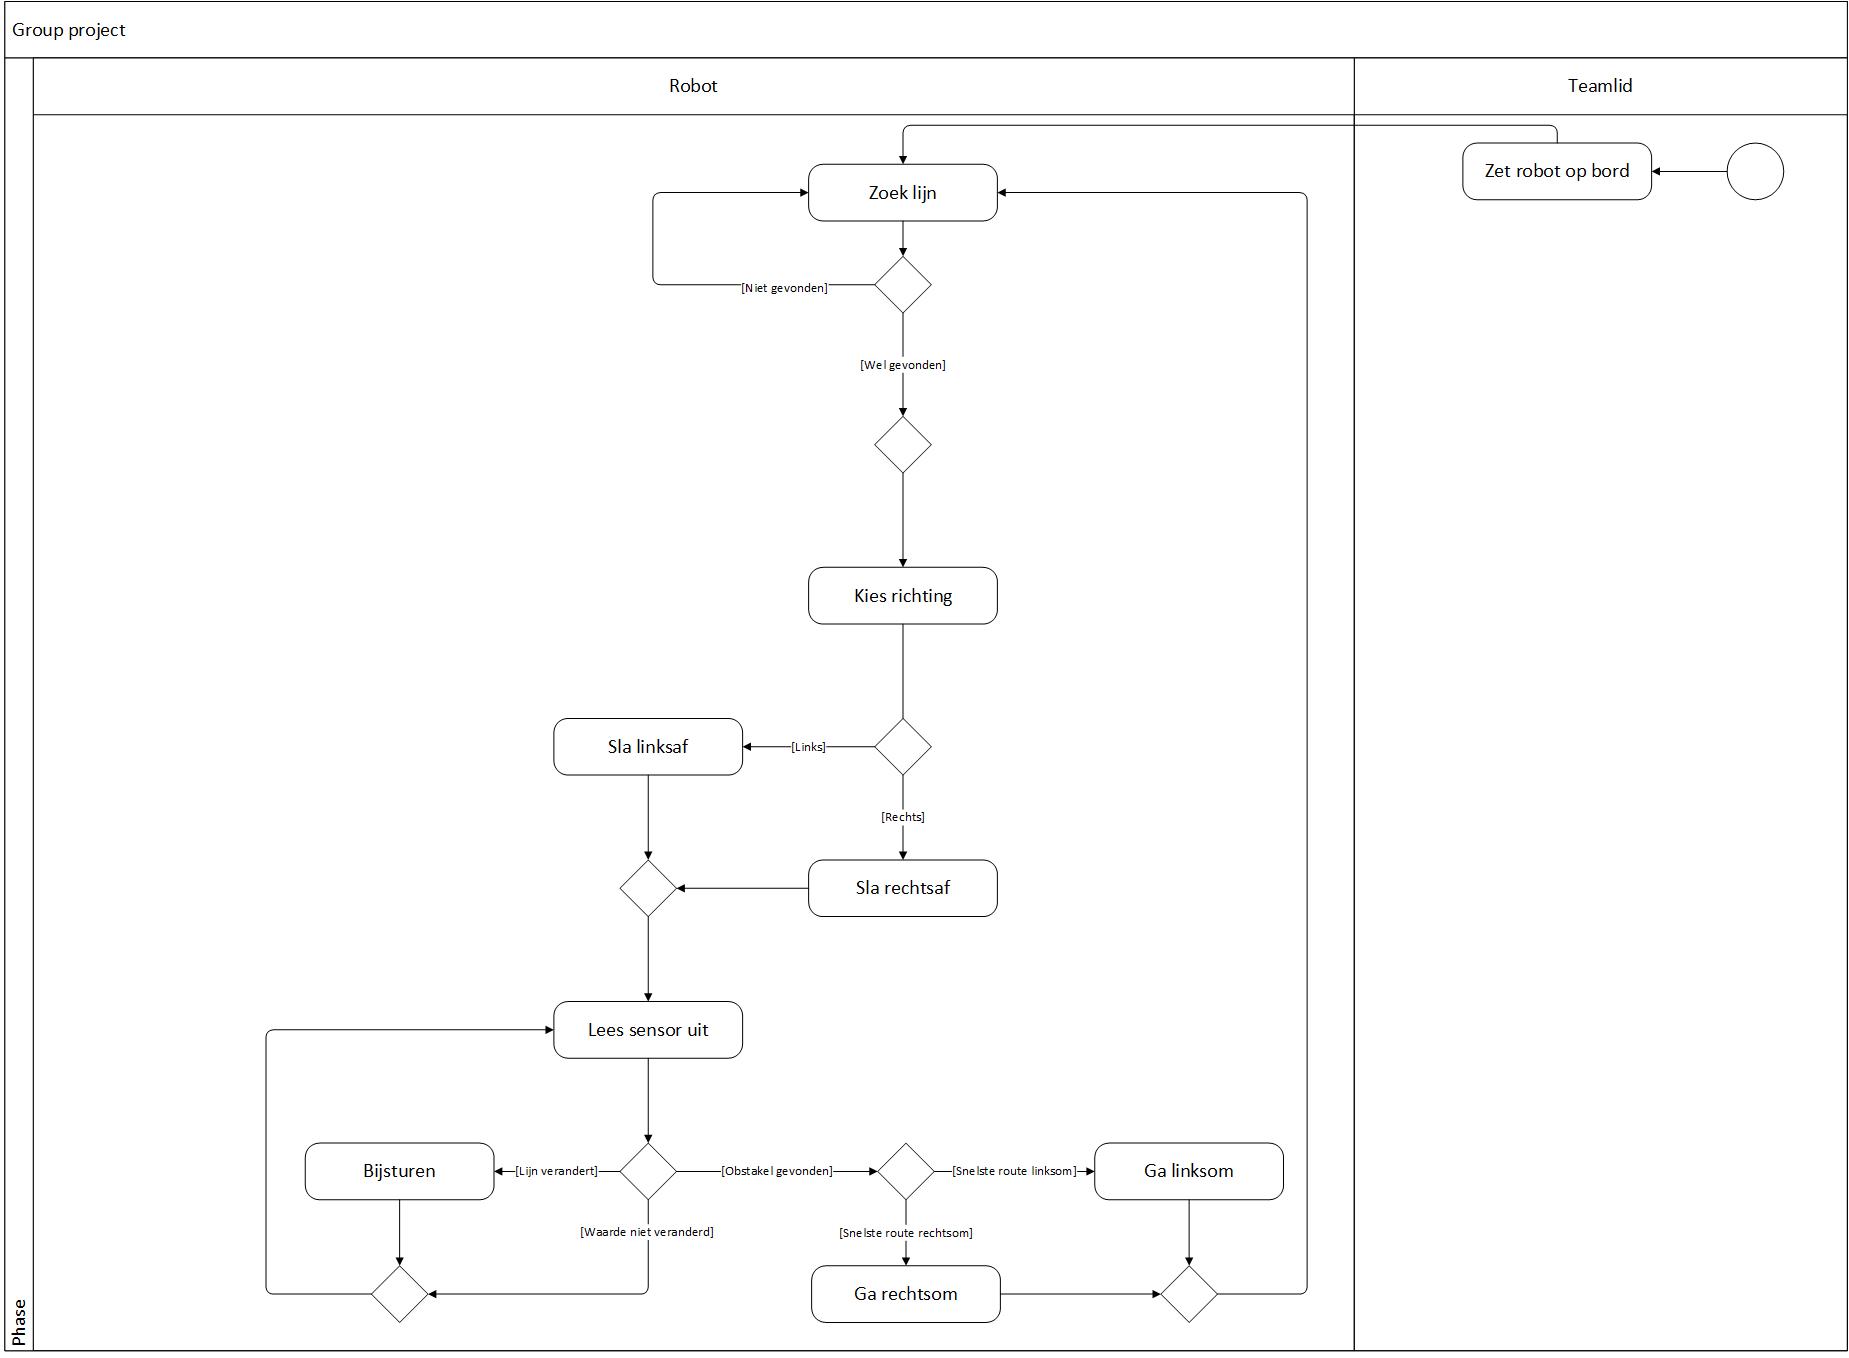 Group project
Robot
Teamlid
Zet robot op bord
Zoek lijn
[Niet gevonden]
[Wel gevonden]
Kies richting
Sla linksaf
[Links]
[Rechts]
Sla rechtsaf
Lees sensor uit
Bijsturen
[Lijn verandert]
[Obstakel gevonden]
[Snelste route linksom]
Ga linksom
[Waarde niet veranderd]
[Snelste route rechtsom]
Ga rechtsom
Phase